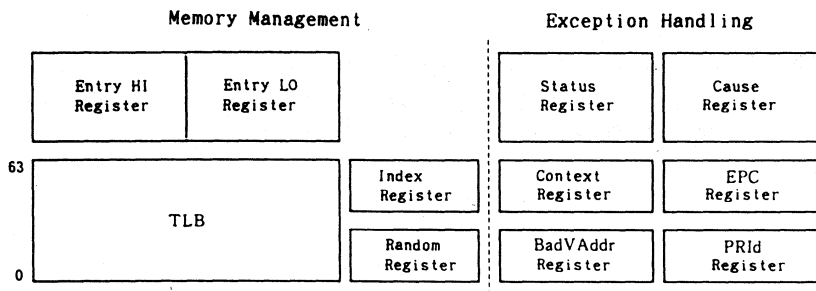 Memory Management
Exception Handling
Entry HI
Register
Entry LO
Register
Status
Register
Cause
Register
63
TLB
0
Index
Register
Random
Register
Context
Register
EPC
Register
BadVAddr
Register
PRId
Register